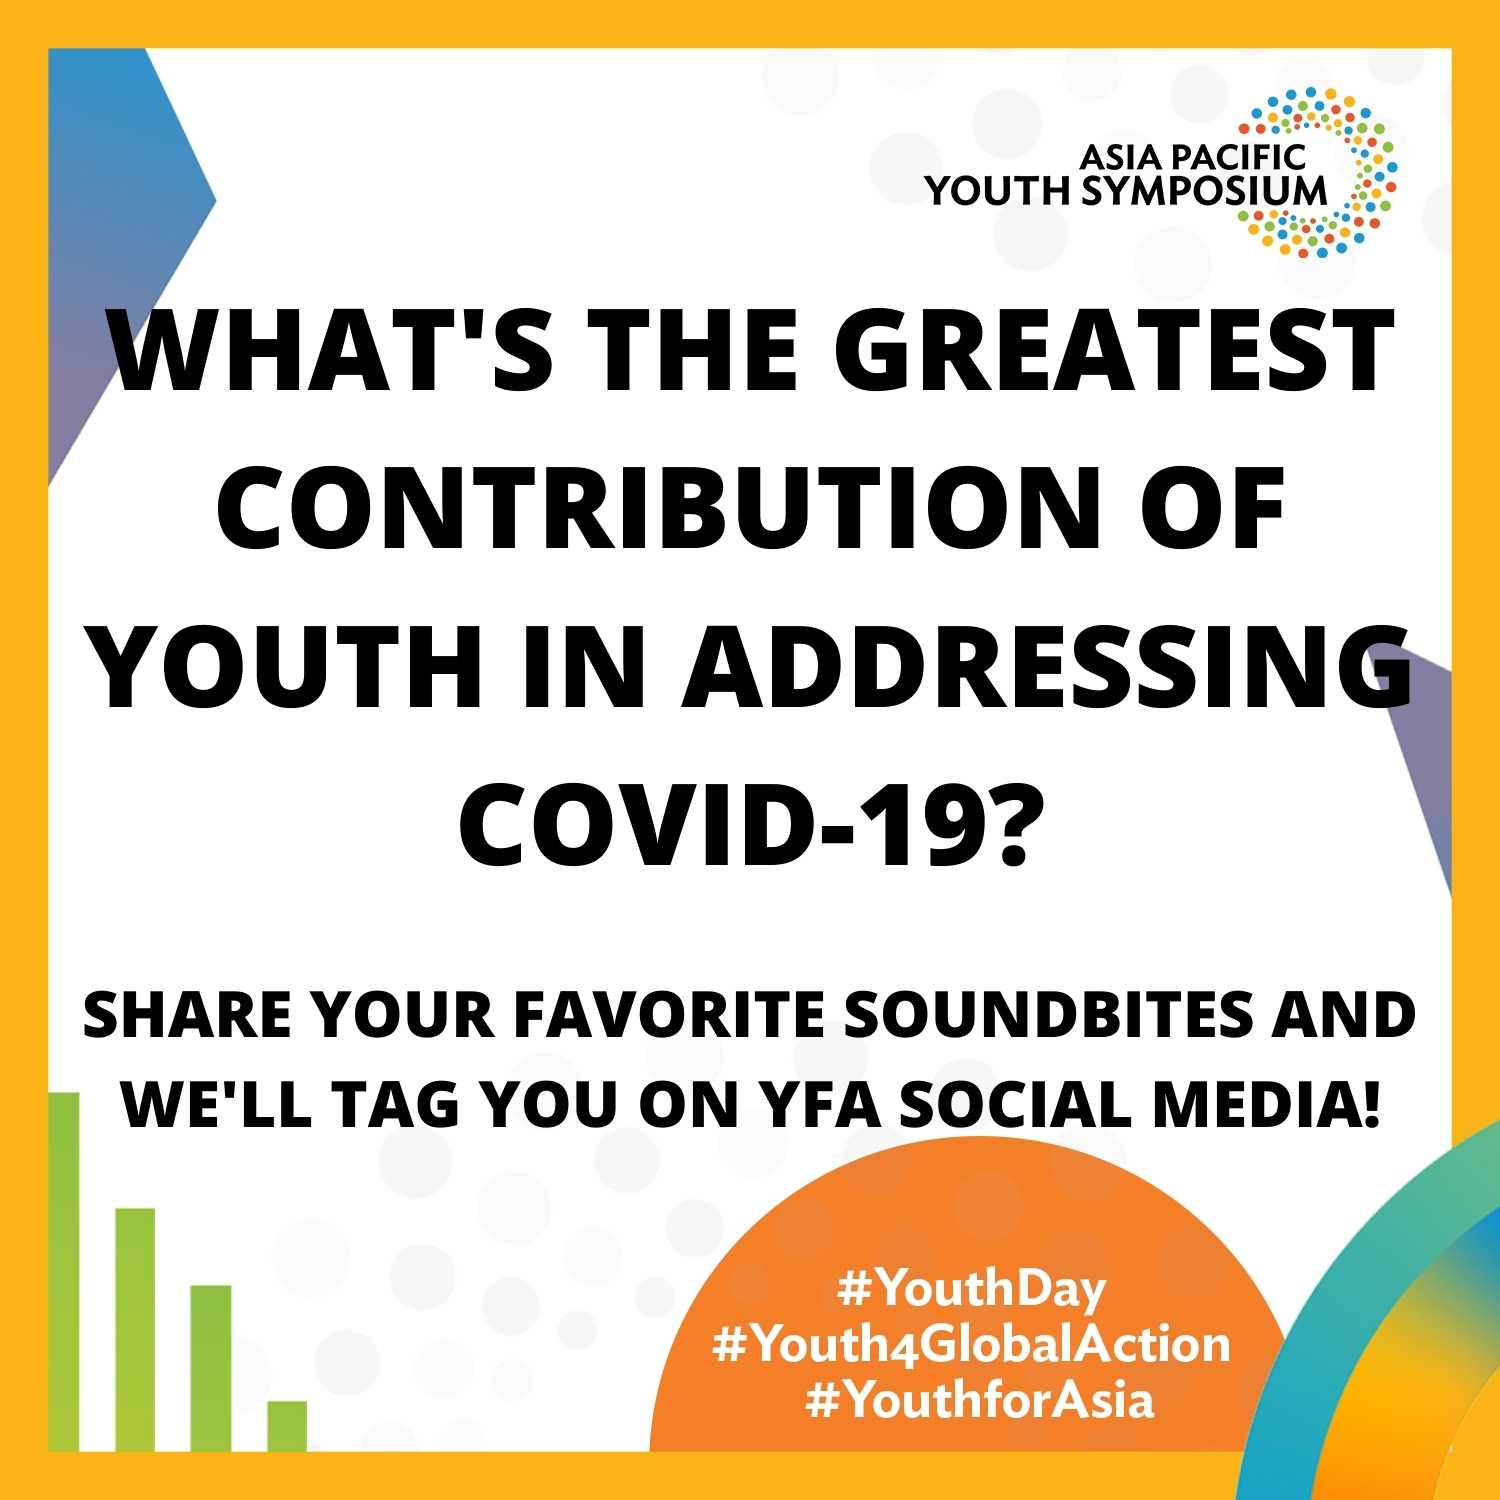 ASIA PACIFIC
YOUTH SYMPOSIUM
WHAT'S THE GREATEST
CONTRIBUTION OF
YOUTH IN ADDRESSING
COVID-19?
SHARE YOUR FAVORITE SOUNDBITES AND
WE'LL TAG YOU ON YFA SOCIAL MEDIA!
#YouthDay
#Youth4GlobalAction
#YouthforAsia